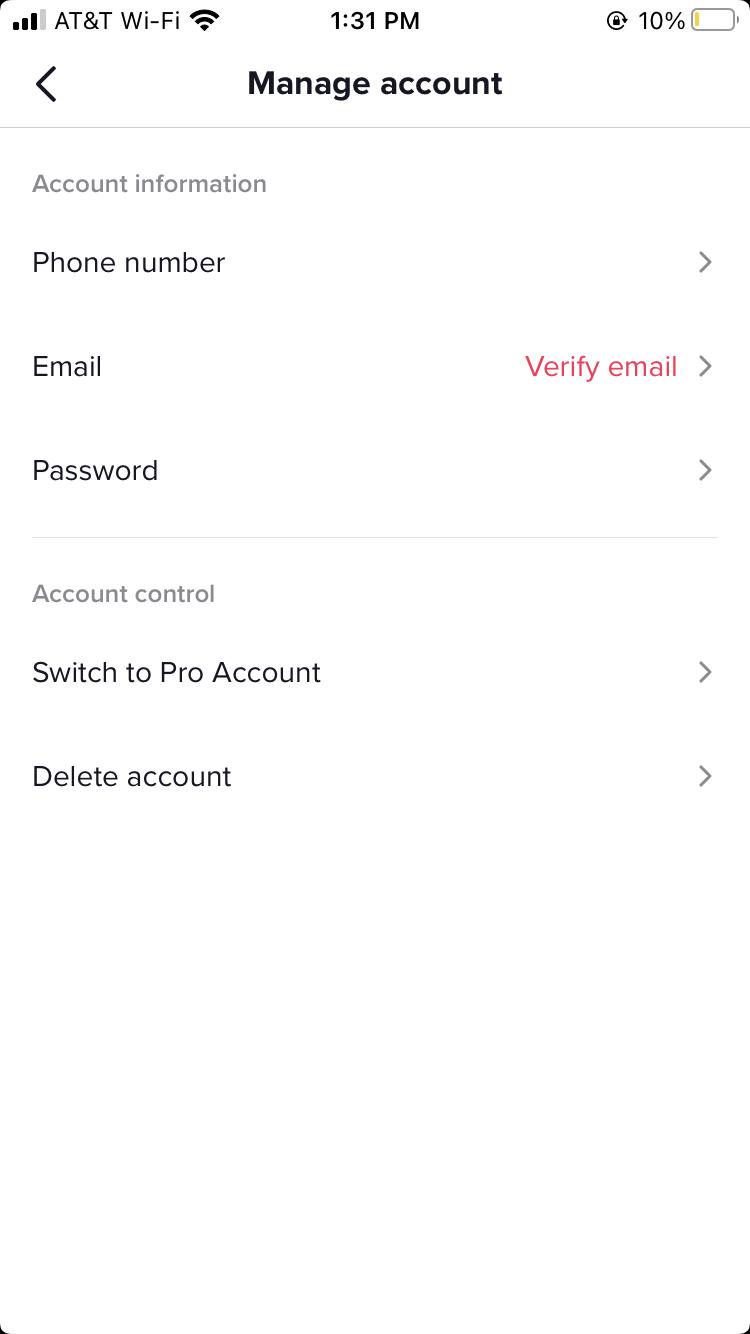 AT&T Wi-Fi 1:31 PM 10%
Manage account
Account information
Phone number
Email Verify email
Password
Account control
Switch to Pro Account
Delete account